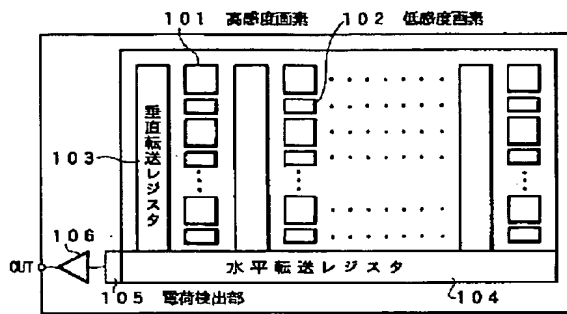 101 高感度画素
102 低感度画素
103
垂直転送レジスタ
106
OUT
水平転送レジスタ
105 電荷検出部
104